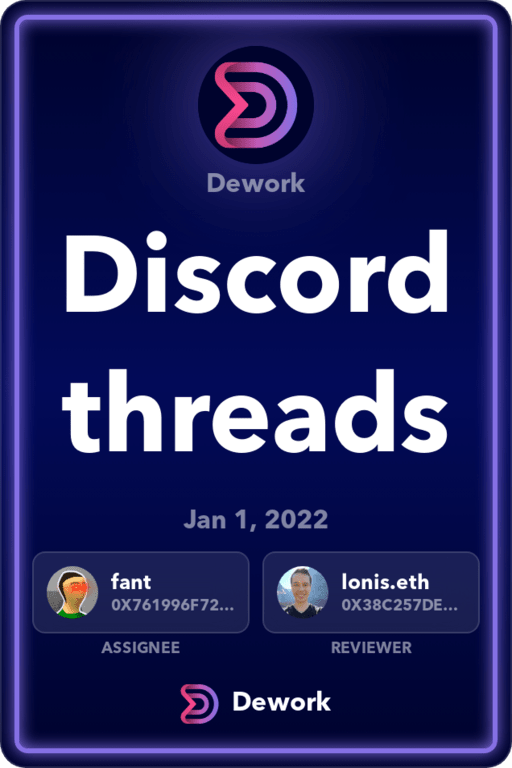 Dework
Discord
threads
Jan 1, 2022
fant
0X761996F72...
lonis.eth
0X38C257DE...
ASSIGNEE
REVIEWER
Dework